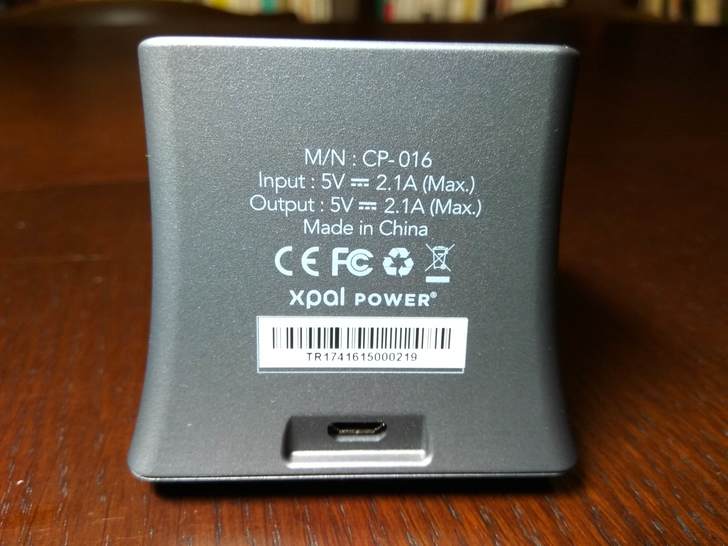 M/N : CP-016
Input : 5V ⎓ 2.1A (Max.)
Output : 5V ⎓ 2.1A (Max.)
Made in China
CE FC
xpal POWER®
TR1741615000219